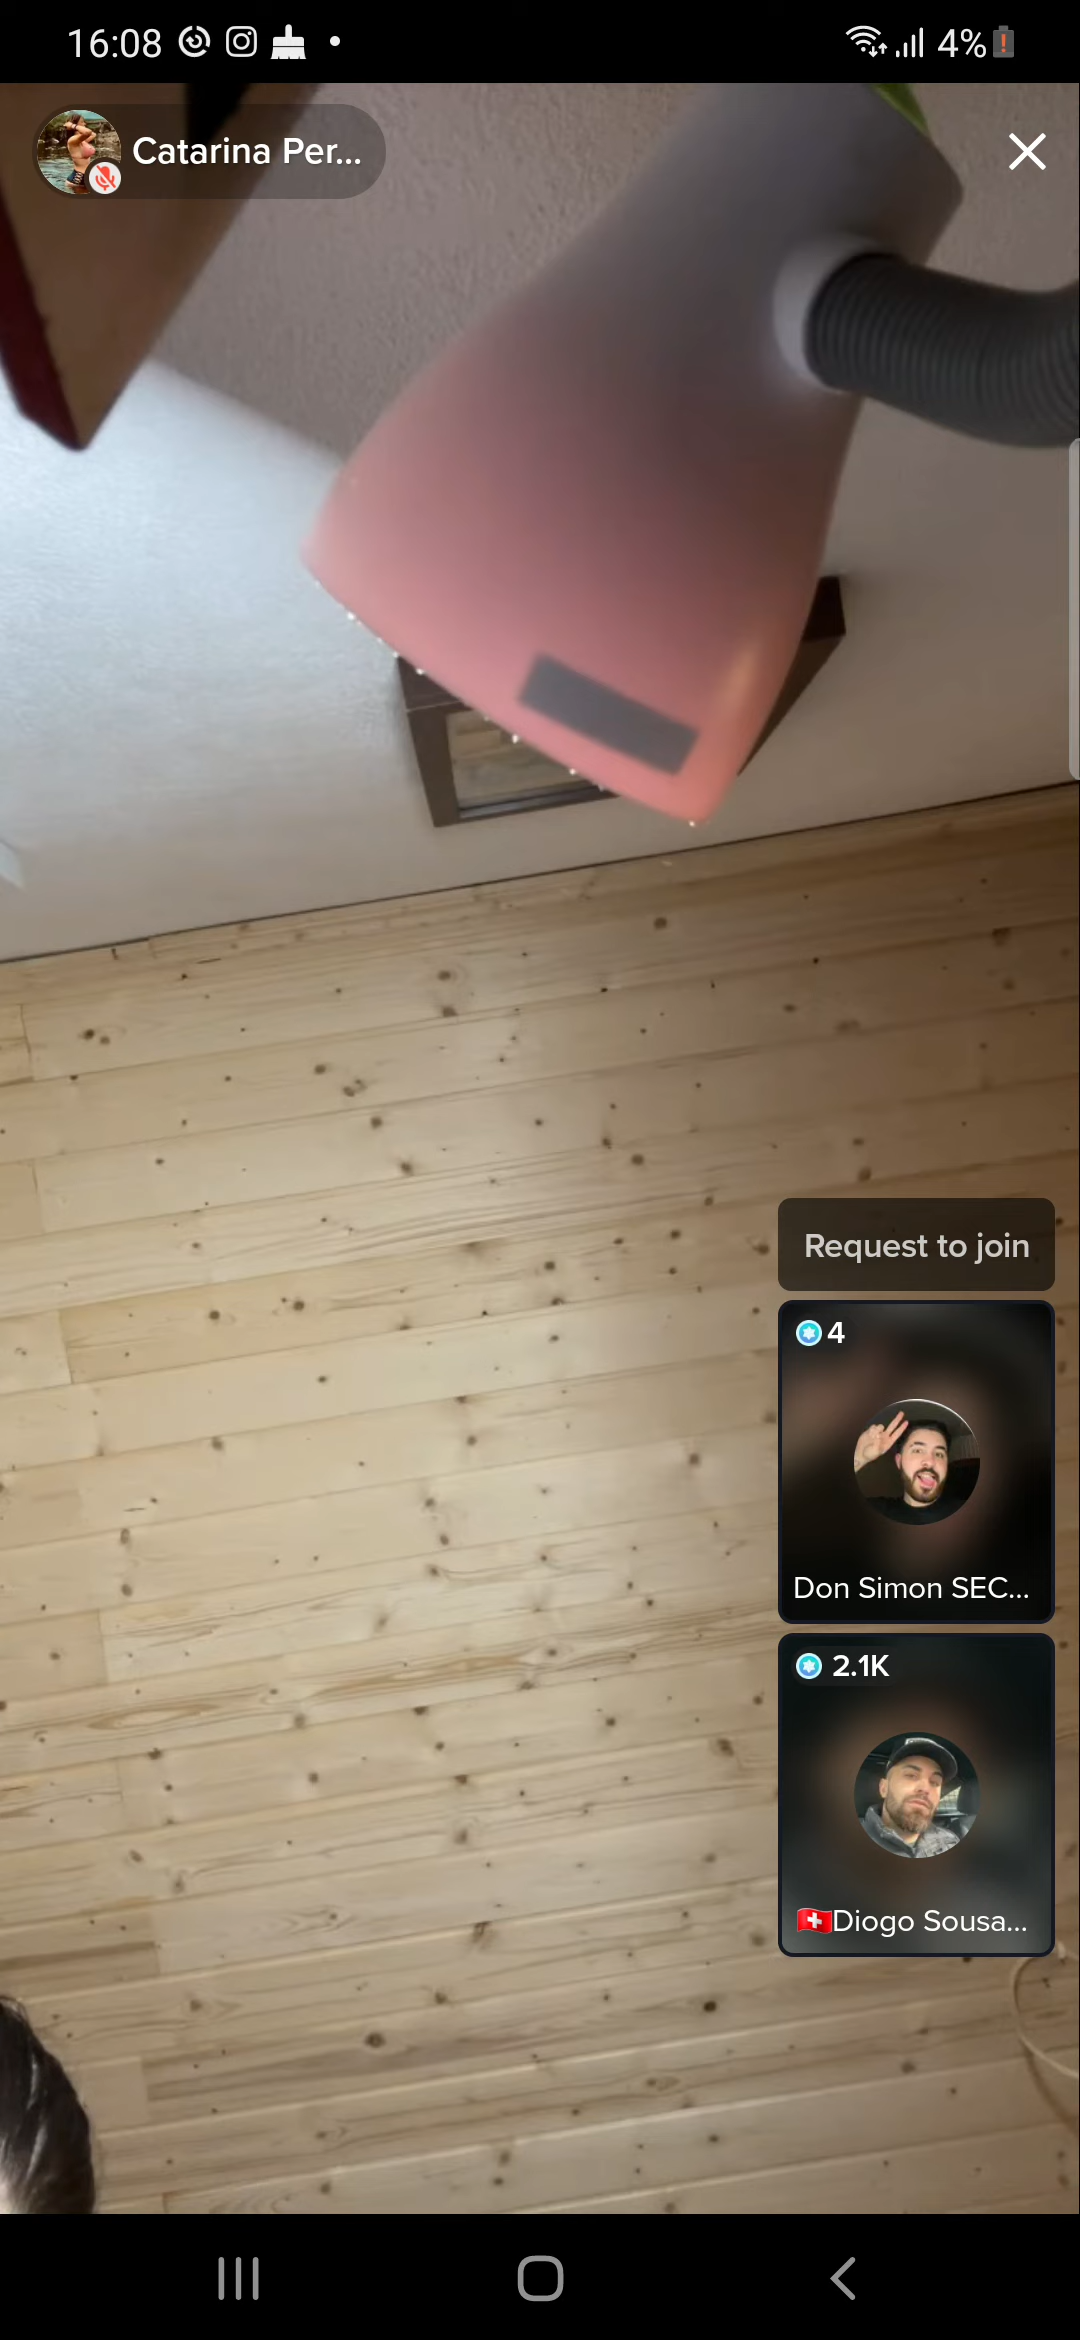 16:08
4%
Catarina Per...
Request to join
4
Don Simon SEC...
2.1K
🇨🇭Diogo Sousa...